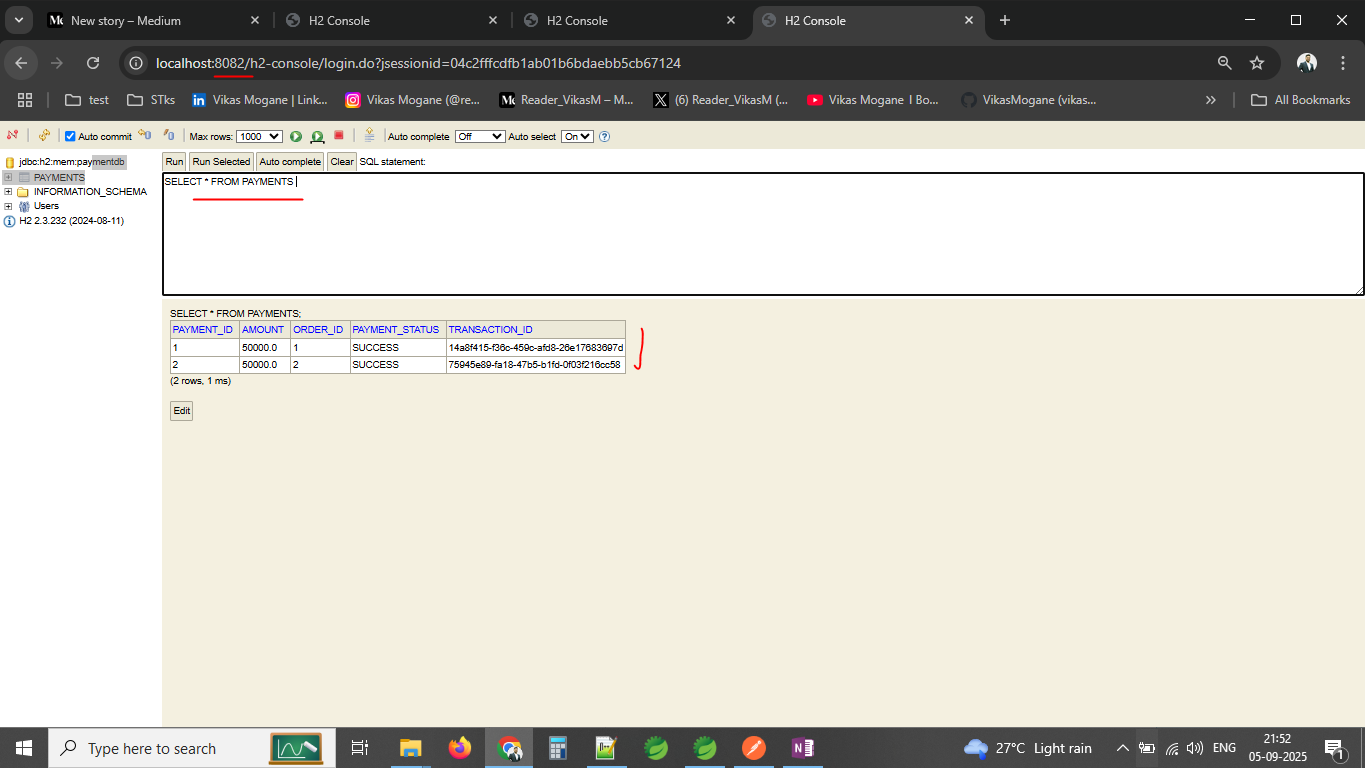 New story – Medium
H2 Console
H2 Console
H2 Console
localhost:8082/h2-console/login.do?jsessionid=04c2fffcdfb1ab01b6bdaebb5cb67124
test
STks
Vikas Mogane | Link...
Vikas Mogane (@re...
Reader_VikasM – M...
(6) Reader_VikasM (...
Vikas Mogane I Bo...
VikasMogane (vikas...
All Bookmarks
Auto commit
Max rows: 1000
Auto complete Off
Auto select On
jdbc:h2:mem:paymentdb
PAYMENTS
INFORMATION_SCHEMA
Users
H2 2.3.232 (2024-08-11)
Run Run Selected Auto complete Clear SQL statement:
SELECT * FROM PAYMENTS
SELECT * FROM PAYMENTS;
PAYMENT_ID AMOUNT ORDER_ID PAYMENT_STATUS TRANSACTION_ID
1 50000.0 1 SUCCESS 14a8f415-f36c-459c-afd8-26e17683697d
2 50000.0 2 SUCCESS 75945e89-fa18-47b5-b1fd-0f03f216cc58
(2 rows, 1 ms)
Edit
Type here to search
27°C Light rain
ENG
21:52
05-09-2025
1